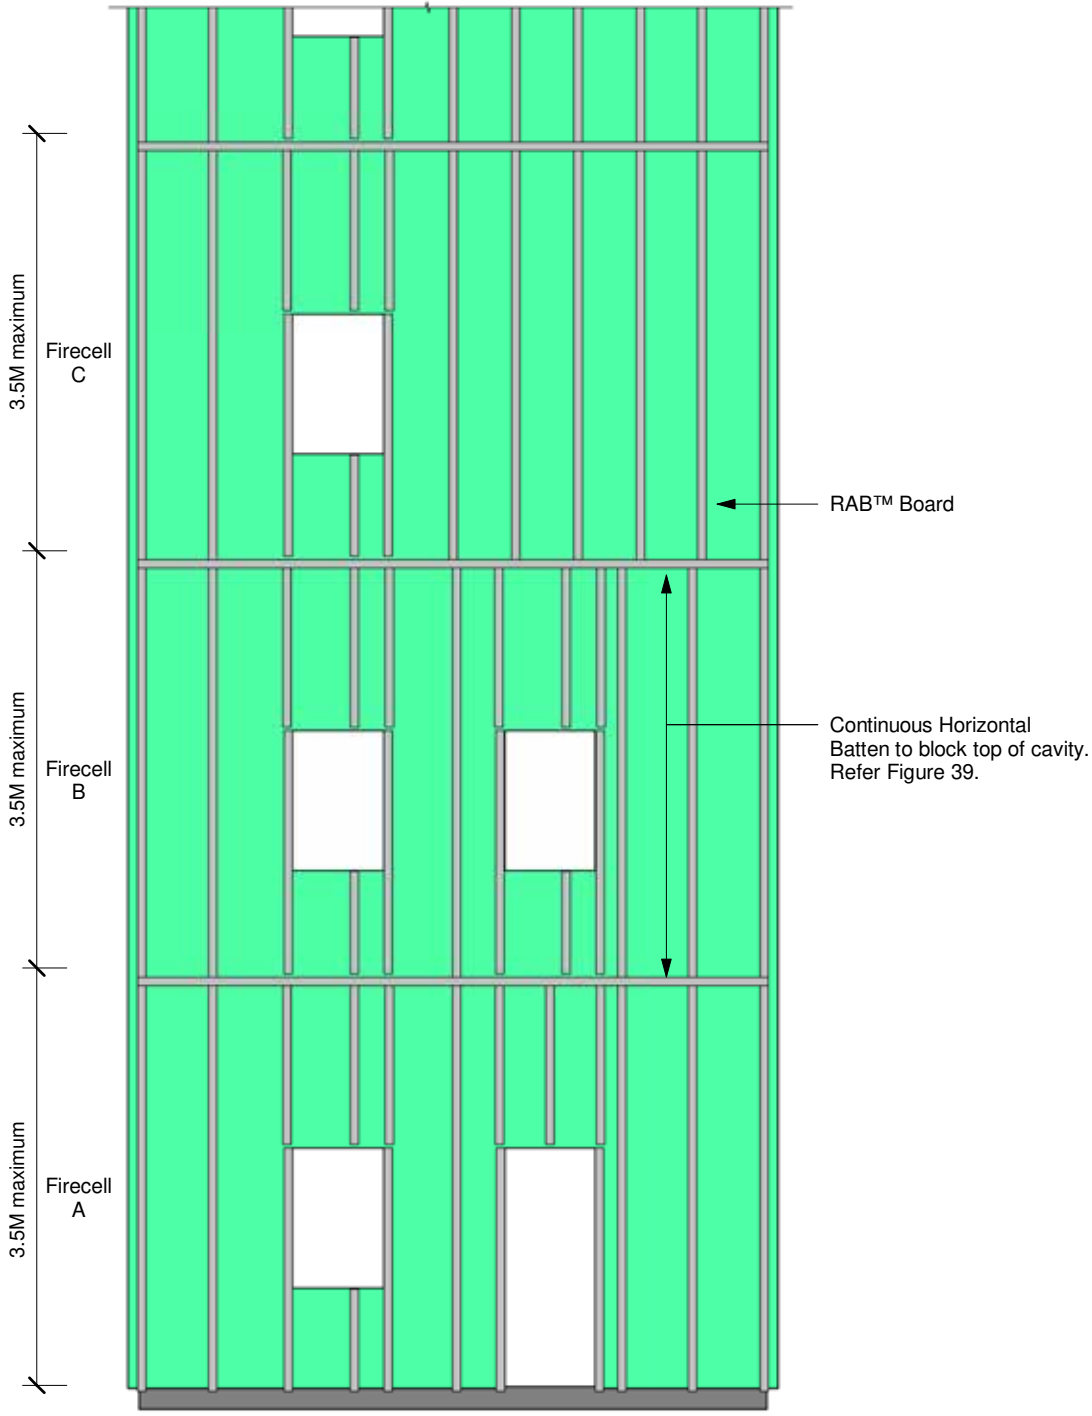 3.5M maximum
Firecell
C
RAB™ Board
3.5M maximum
Firecell
B
Continuous Horizontal
Batten to block top of cavity.
Refer Figure 39.
3.5M maximum
Firecell
A